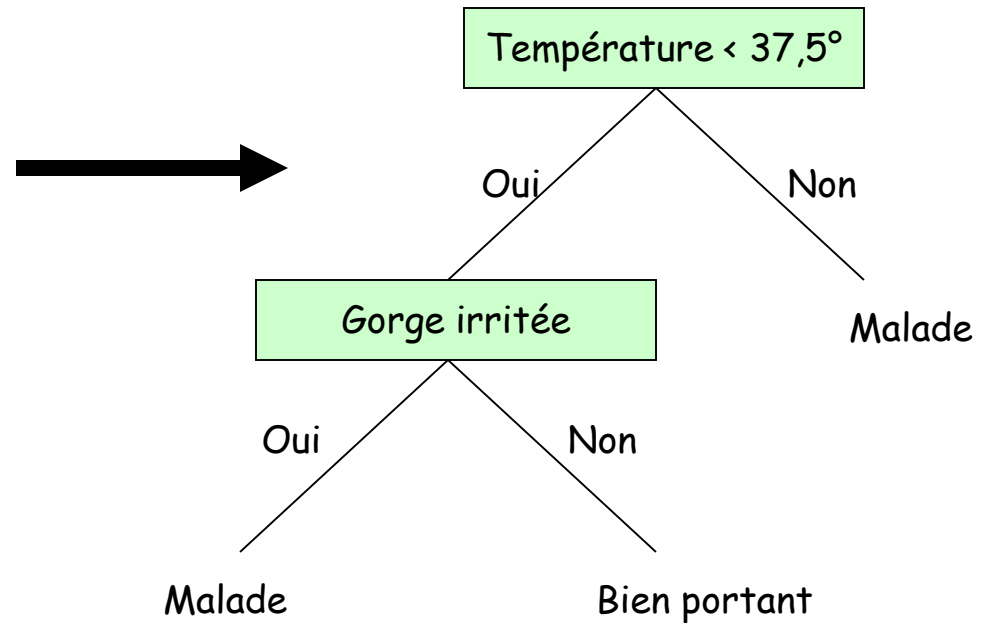 Température < 37,5°
Oui
Non
Gorge irritée
Malade
Oui
Non
Malade
Bien portant